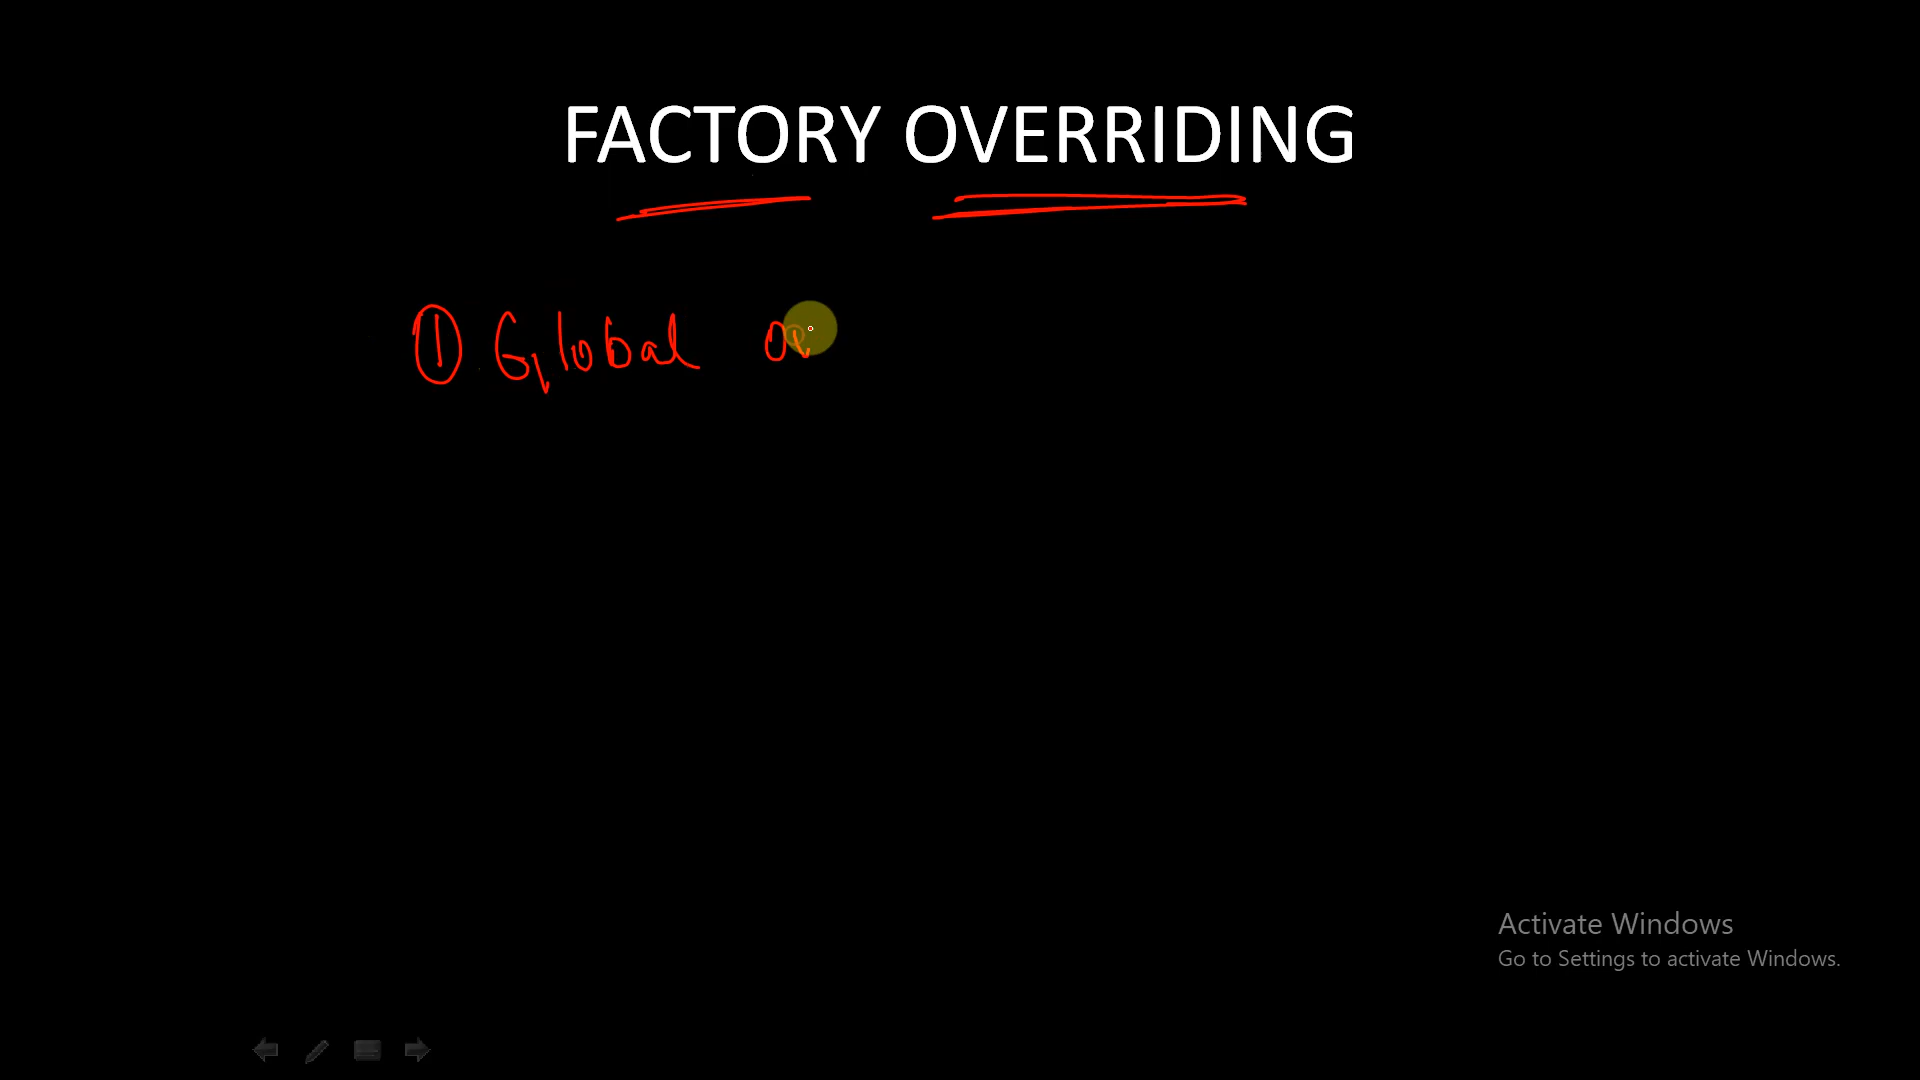 FACTORY OVERRIDING
① Global
Activate Windows
Go to Settings to activate Windows.